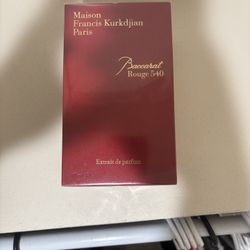 Maison
Francis Kurkdjian
Paris
Baccarat
Rouge 540
Extrait de parfum